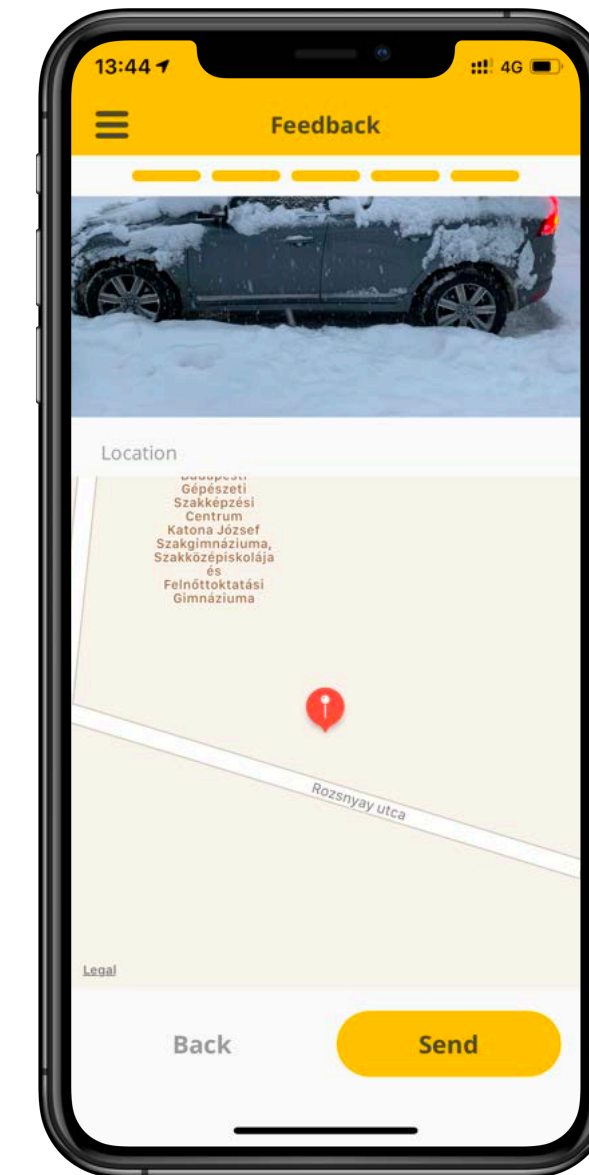 13:44
4G
Feedback
Location
Budapesti
Gépészeti
Szakképzési
Centrum
Katona József
Szakgimnáziuma,
Szakközépiskolája
és
Felnőttoktatási
Gimnáziuma
Rozsnyay utca
Legal
Back
Send